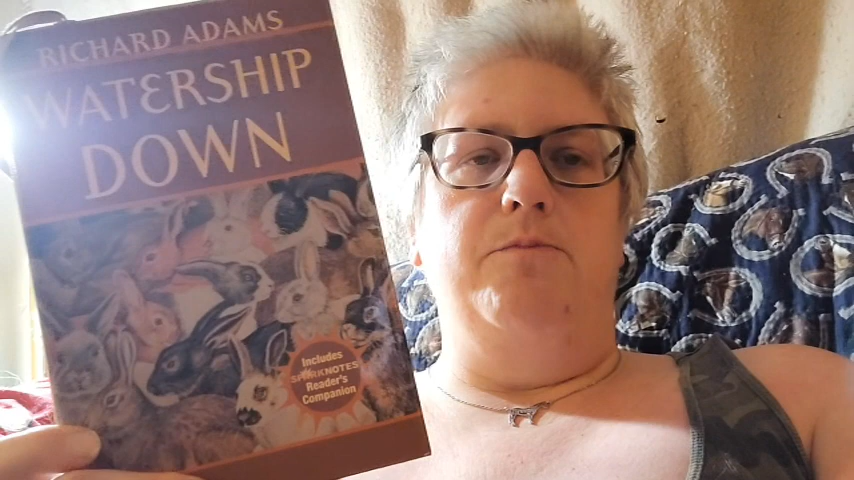 RICHARD ADAMS
WATERSHIP
DOWN
Includes
SPARKNOTES
Reader's
Companion